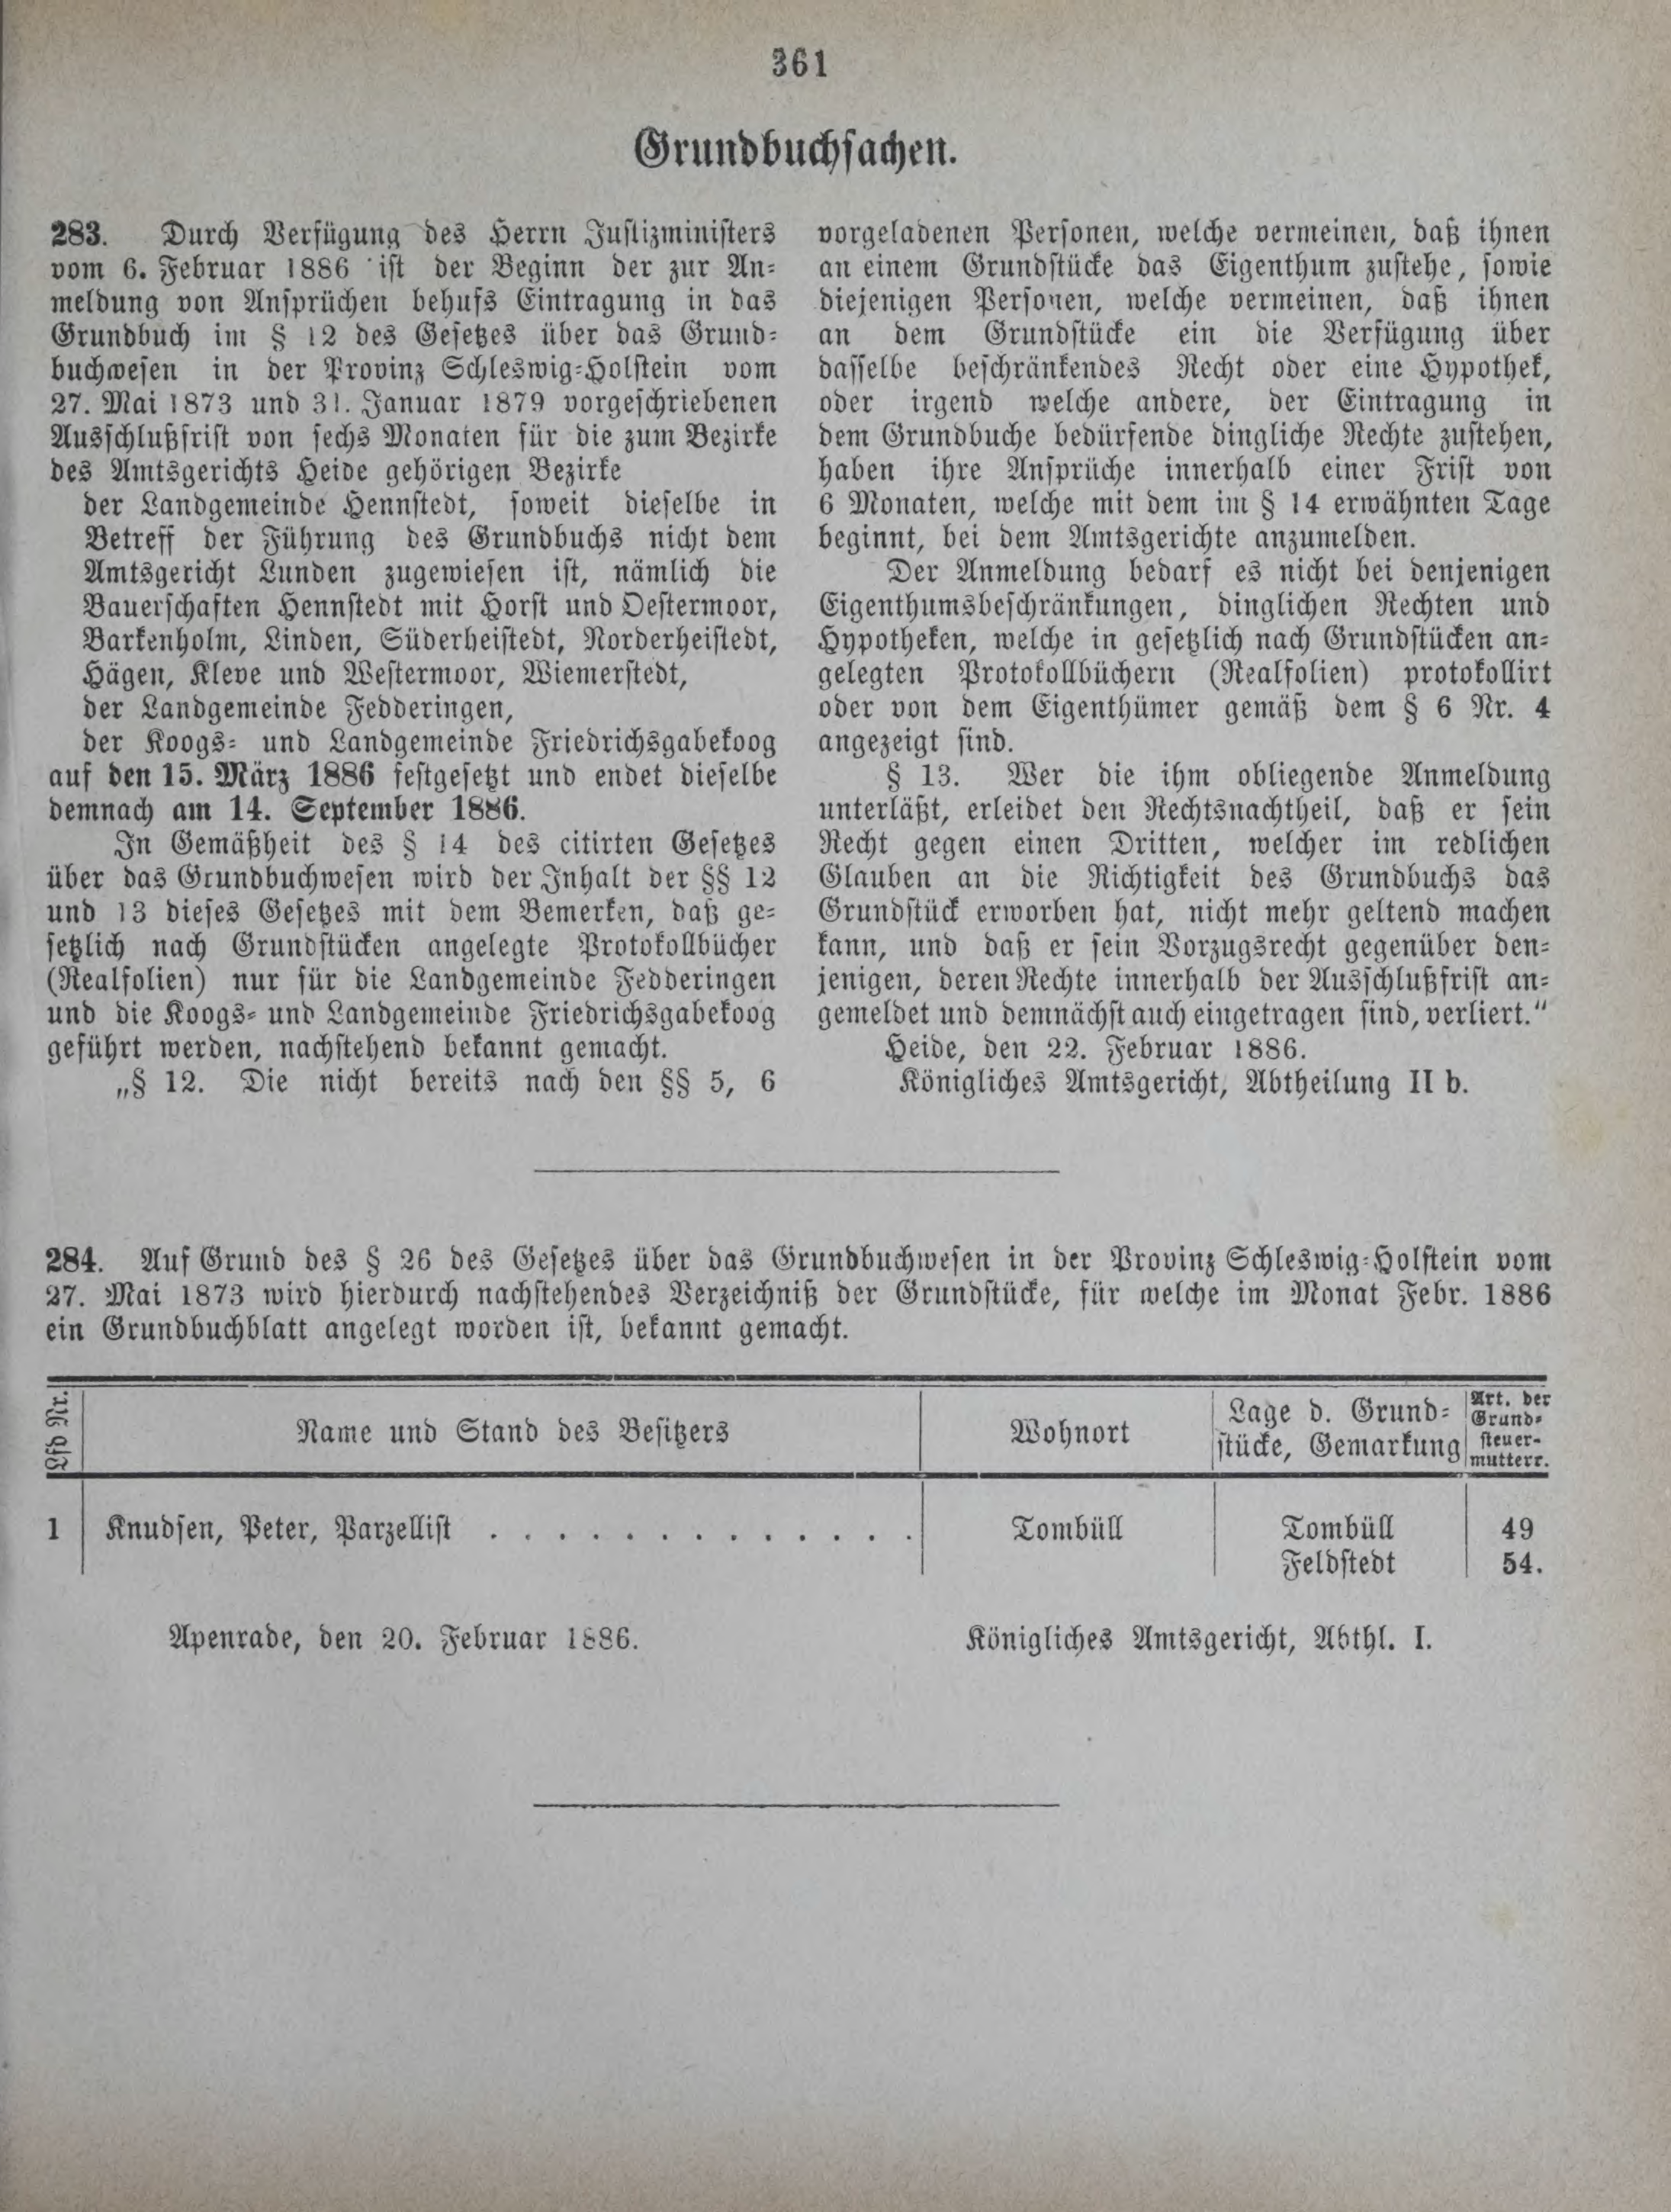 361
Grundbuchsachen.
283. Durch Verfügung des Herrn Justizministers
vom 6. Februar 1886 ist der Beginn der zur An-
meldung von Ansprüchen behufs Eintragung in das
Grundbuch im § 12 des Gesetzes über das Grund-
buchwesen in der Provinz Schleswig-Holstein vom
27. Mai 1873 und 31. Januar 1879 vorgeschriebenen
Ausschlußfrist von sechs Monaten für die zum Bezirke
des Amtsgerichts Heide gehörigen Bezirke
der Landgemeinde Hennstedt, soweit dieselbe in
Betreff der Führung des Grundbuchs nicht dem
Amtsgericht Lunden zugewiesen ist, nämlich die
Bauerschaften Hennstedt mit Horst und Oestermoor,
Barkenholm, Linden, Süderheistedt, Norderheistedt,
Hägen, Kleve und Westermoor, Wiemerstedt,
der Landgemeinde Fedderingen,
der Koogs- und Landgemeinde Friedrichsgabekoog
auf den 15. März 1886 festgesetzt und endet dieselbe
demnach am 14. September 1886.
In Gemäßheit des § 14 des citirten Gesetzes
über das Grundbuchwesen wird der Inhalt der §§ 12
und 13 dieses Gesetzes mit dem Bemerken, daß ge-
setzlich nach Grundstücken angelegte Protokollbücher
(Realfolien) nur für die Landgemeinde Fedderingen
und die Koogs- und Landgemeinde Friedrichsgabekoog
geführt werden, nachstehend bekannt gemacht.
„§ 12. Die nicht bereits nach den §§ 5, 6
vorgeladenen Personen, welche vermeinen, daß ihnen
an einem Grundstücke das Eigenthum zustehe, sowie
diejenigen Personen, welche vermeinen, daß ihnen
an dem Grundstücke ein die Verfügung über
dasselbe beschränkendes Recht oder eine Hypothek,
oder irgend welche andere, der Eintragung in
dem Grundbuche bedürfende dingliche Rechte zustehen,
haben ihre Ansprüche innerhalb einer Frist von
6 Monaten, welche mit dem im § 14 erwähnten Tage
beginnt, bei dem Amtsgerichte anzumelden.
Der Anmeldung bedarf es nicht bei denjenigen
Eigenthumsbeschränkungen, dinglichen Rechten und
Hypotheken, welche in gesetzlich nach Grundstücken an-
gelegten Protokollbüchern (Realfolien) protokollirt
oder von dem Eigenthümer gemäß dem § 6 Nr. 4
angezeigt sind.
§ 13. Wer die ihm obliegende Anmeldung
unterläßt, erleidet den Rechtsnachtheil, daß er sein
Recht gegen einen Dritten, welcher im redlichen
Glauben an die Richtigkeit des Grundbuchs das
Grundstück erworben hat, nicht mehr geltend machen
kann, und daß er sein Vorzugsrecht gegenüber den-
jenigen, deren Rechte innerhalb der Ausschlußfrist an-
gemeldet und demnächst auch eingetragen sind, verliert."
Heide, den 22. Februar 1886.
Königliches Amtsgericht, Abtheilung II b.
284. Auf Grund des § 26 des Gesetzes über das Grundbuchwesen in der Provinz Schleswig-Holstein vom
27. Mai 1873 wird hierdurch nachstehendes Verzeichniß der Grundstücke, für welche im Monat Febr. 1886
ein Grundbuchblatt angelegt worden ist, bekannt gemacht.
Lfd Nr.
Name und Stand des Besitzers
Wohnort
Lage d. Grund-
stücke, Gemarkung
Art. der
Grund-
steuer-
mutterr.
1 Knudsen, Peter, Parzellist . . . . . . . . . . . . . Tombüll Tombüll 49
Feldstedt 54.
Apenrade, den 20. Februar 1886. Königliches Amtsgericht, Abthl. I.